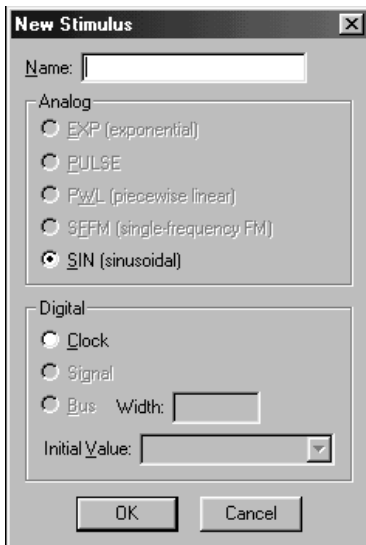 New Stimulus
Name:
Analog
EXP (exponential)
PULSE
PWL (piecewise linear)
SFFM (single-frequency FM)
SIN (sinusoidal)
Digital
Clock
Signal
Bus Width:
Initial Value:
OK Cancel